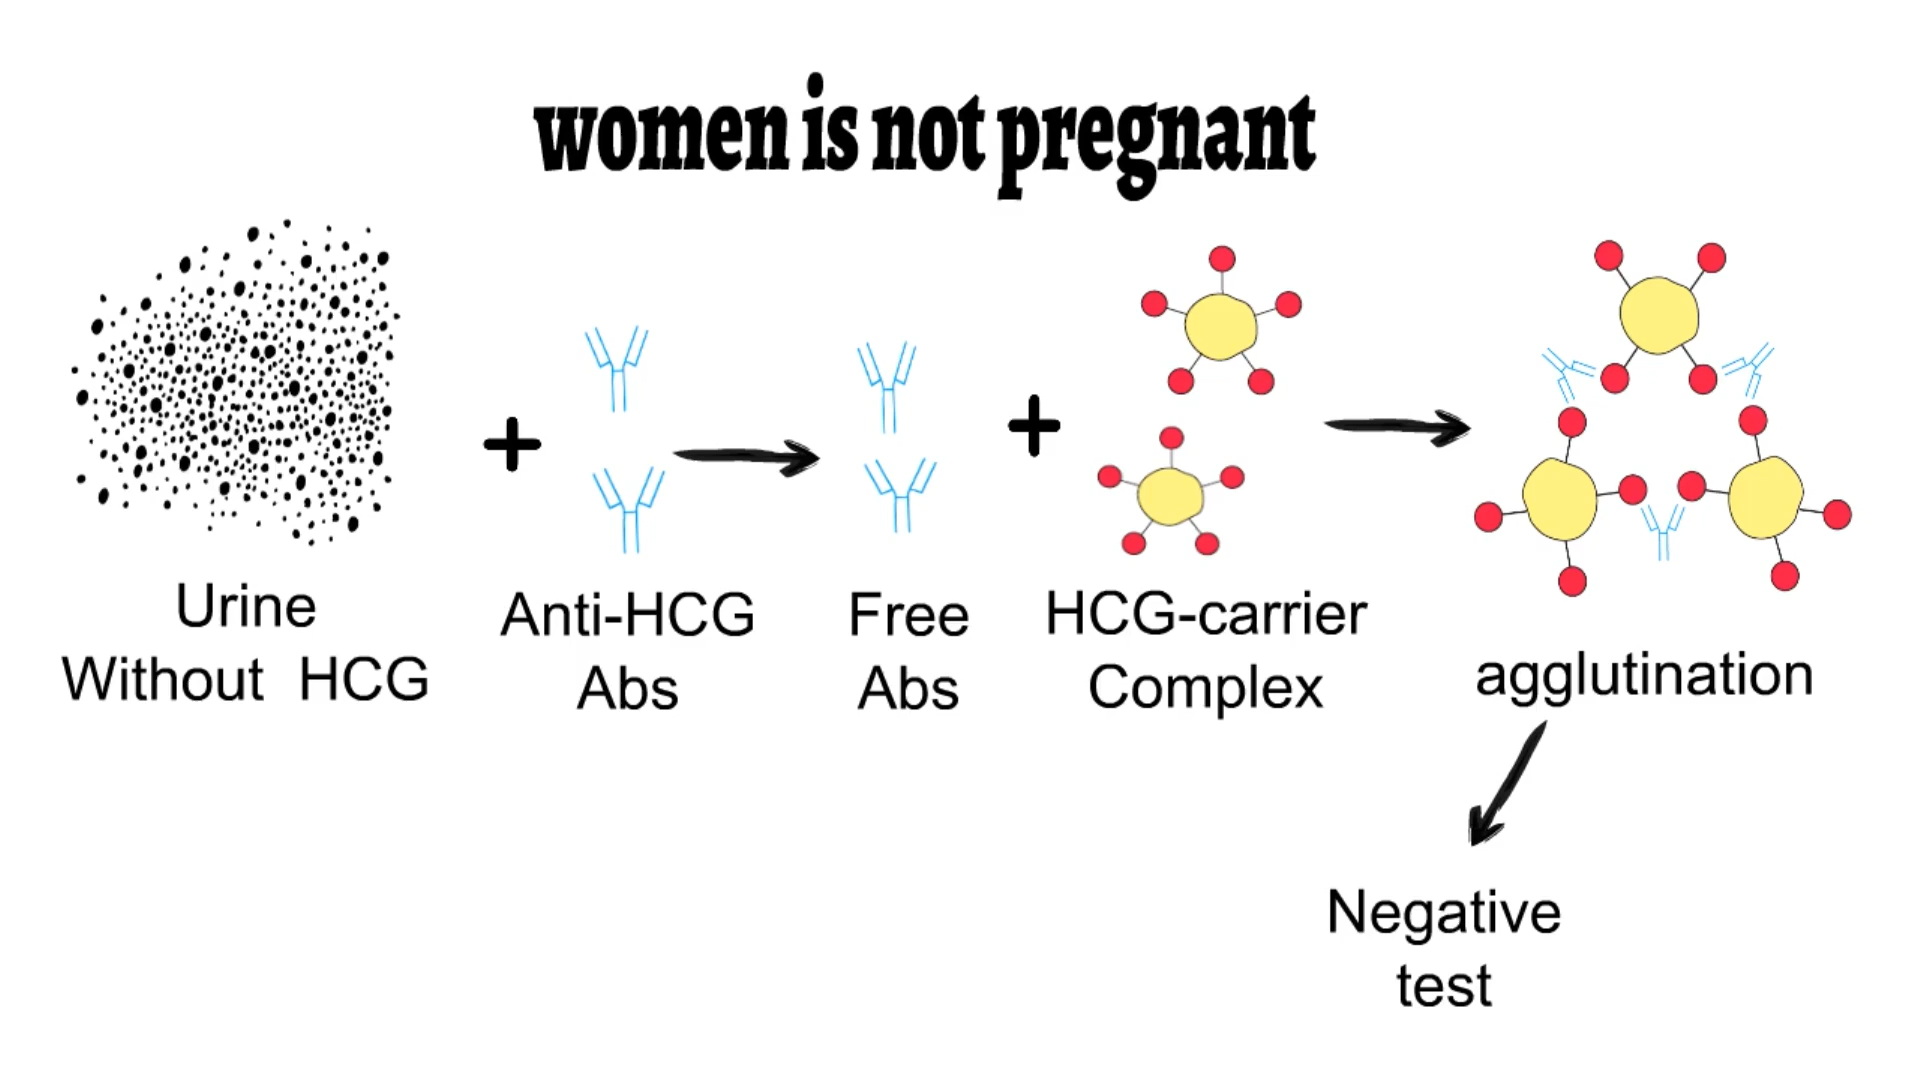 women is not pregnant
Urine
Without HCG
Anti-HCG
Abs
Free
Abs
HCG-carrier
Complex
agglutination
Negative
test